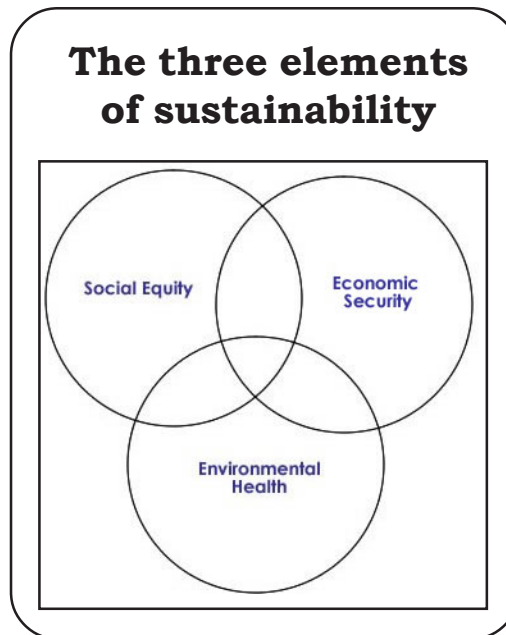 The three elements
of sustainability
Social Equity
Economic
Security
Environmental
Health